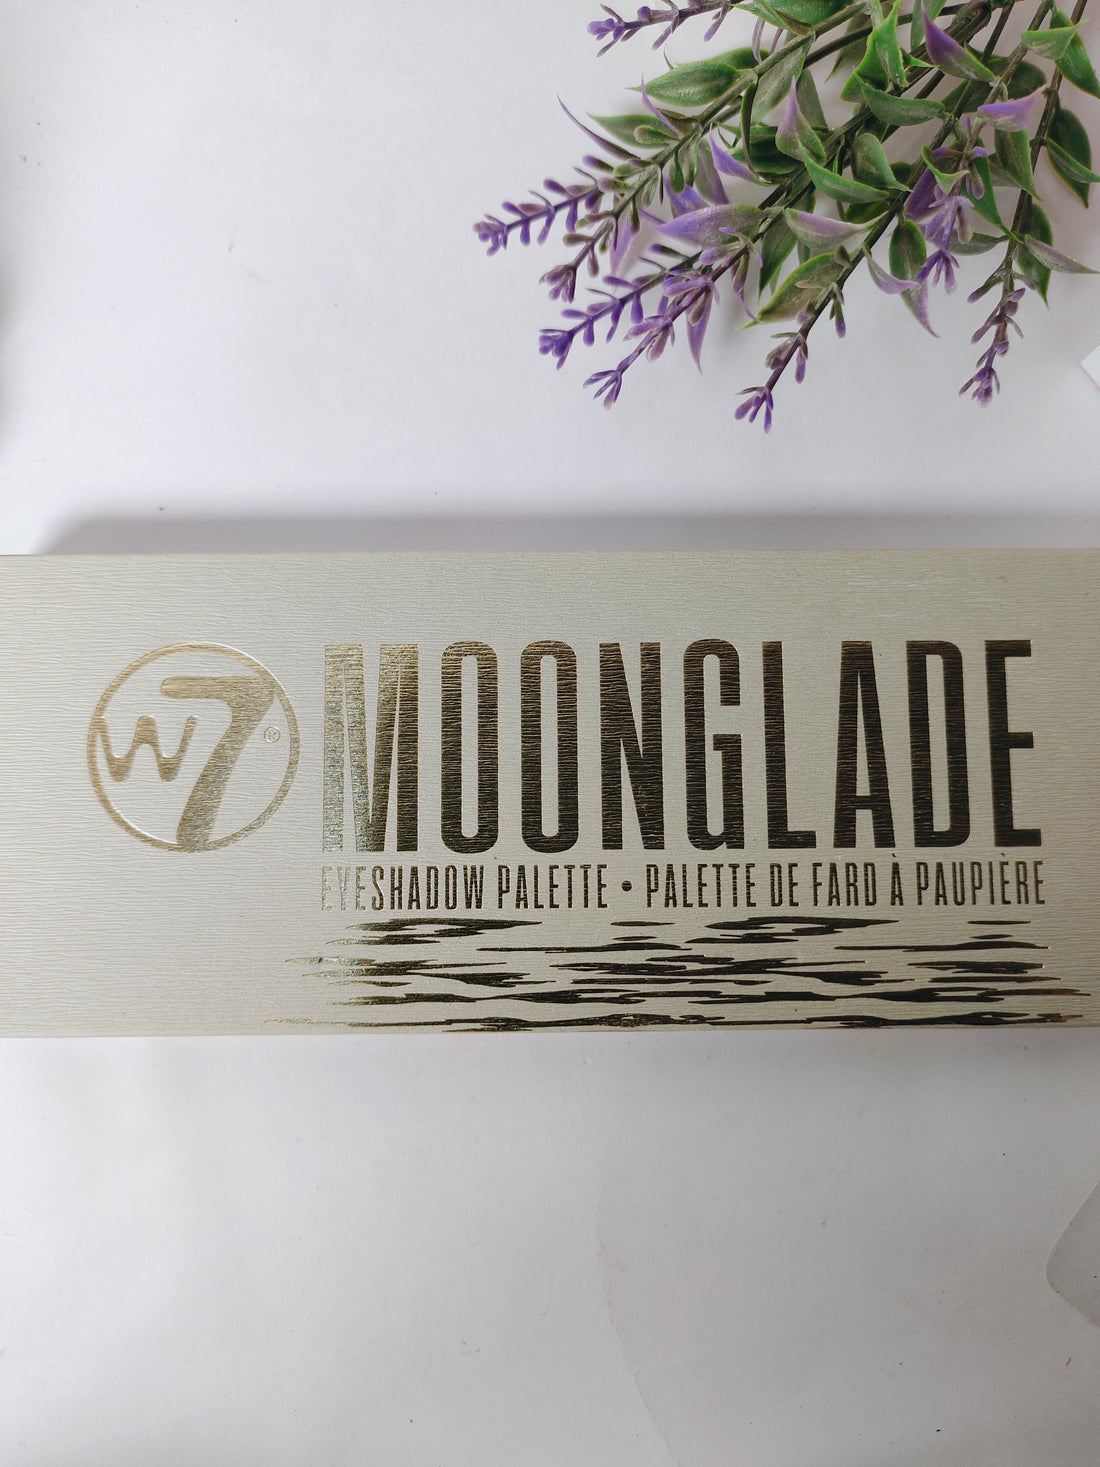 W7®
MOONGLADE
EYESHADOW PALETTE • PALETTE DE FARD À PAUPIÈRE